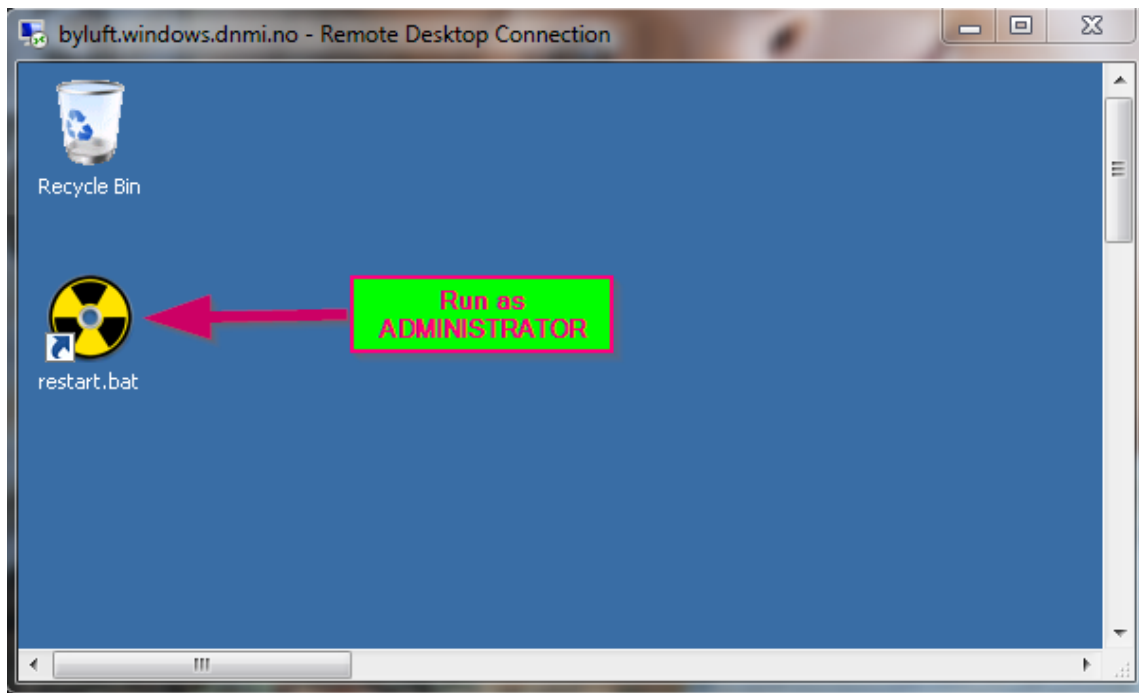 byluft.windows.dnmi.no - Remote Desktop Connection
Recycle Bin
Run as
ADMINISTRATOR
restart.bat